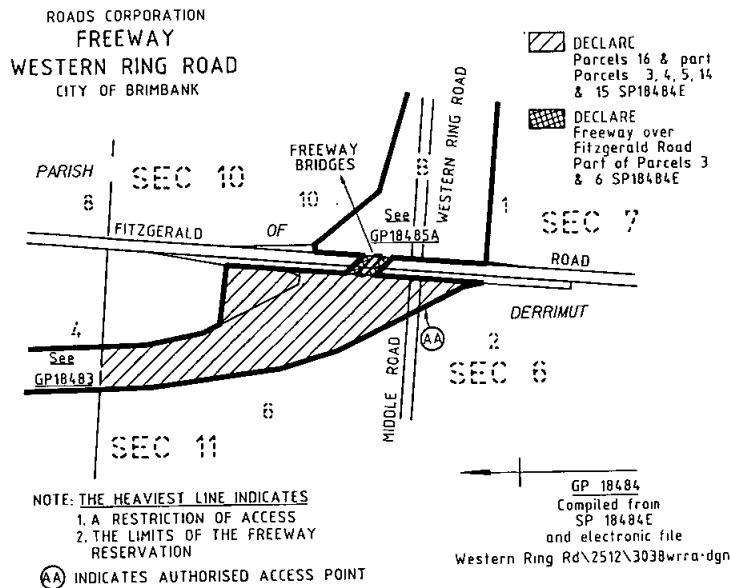 ROADS CORPORATION
FREEWAY
WESTERN RING ROAD
CITY OF BRIMBANK
DECLARE
Parcels 16 & part
Parcels 3, 4, 5, 14
& 15 SP18484E
DECLARE
Freeway over
Fitzgerald Road
Part of Parcels 3
& 6 SP18484E
FREEWAY
BRIDGES
WESTERN RING ROAD
PARISH
SEC 10
8
10
8
1
SEC 7
FITZGERALD
OF
See
GP18485A
ROAD
DERRIMUT
4
See
GP18483
AA
2
SEC 6
6
MIDDLE ROAD
SEC 11
NOTE: THE HEAVIEST LINE INDICATES
1. A RESTRICTION OF ACCESS
2. THE LIMITS OF THE FREEWAY
RESERVATION
AA INDICATES AUTHORISED ACCESS POINT
GP 18484
Compiled from
SP 18484E
and electronic file
Western Ring Rd\2512\3038wrra·dgn